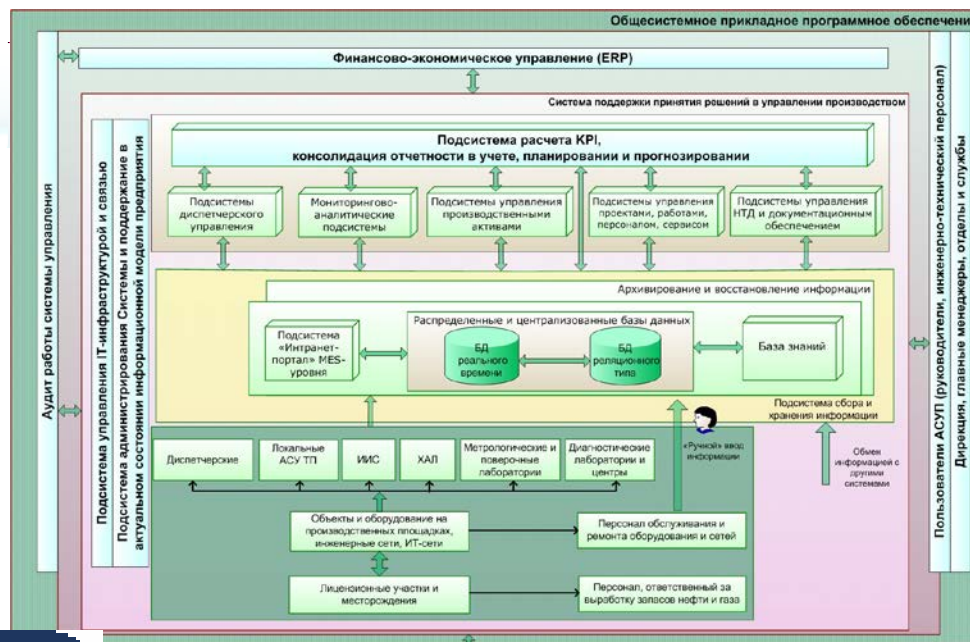 Общесистемное прикладное программное обеспечени
Финансово-экономическое управление (ERP)
Система поддержки принятия решений в управлении производством
Подсистема расчета KPI,
консолидация отчетности в учете, планировании и прогнозировании
Подсистемы
диспетчерского
управления
Мониторингово-
аналитические
подсистемы
Подсистемы управления
производственными
активами
Подсистемы управления
проектами, работами,
персоналом, сервисом
Подсистемы управления
НТД и документационным
обеспечением
Аудит работы системы управления
Подсистема управления IT-инфраструктурой и связью
Подсистема администрирования Системы и поддержание в
актуальном состоянии информационной модели предприятия
Архивирование и восстановление информации
Распределенные и централизованные базы данных
Подсистема
«Интранет-
портал» MES-
уровня
БД
реального
времени
БД
реляционного
типа
База знаний
Подсистема сбора и
хранения информации
«Ручной» ввод
информации
Обмен
информацией с
другими
системами
Диспетчерские
Локальные
АСУ ТП
ИИС
ХАЛ
Метрологические и
поверочные
лаборатории
Диагностические
лаборатории и
центры
Объекты и оборудование на
производственных площадках,
инженерные сети, ИТ-сети
Персонал обслуживания и
ремонта оборудования и сетей
Лицензионные участки и
месторождения
Персонал, ответственный за
выработку запасов нефти и газа
Пользователи АСУП (руководители, инженерно-технический персонал)
Дирекция, главные менеджеры, отделы и службы